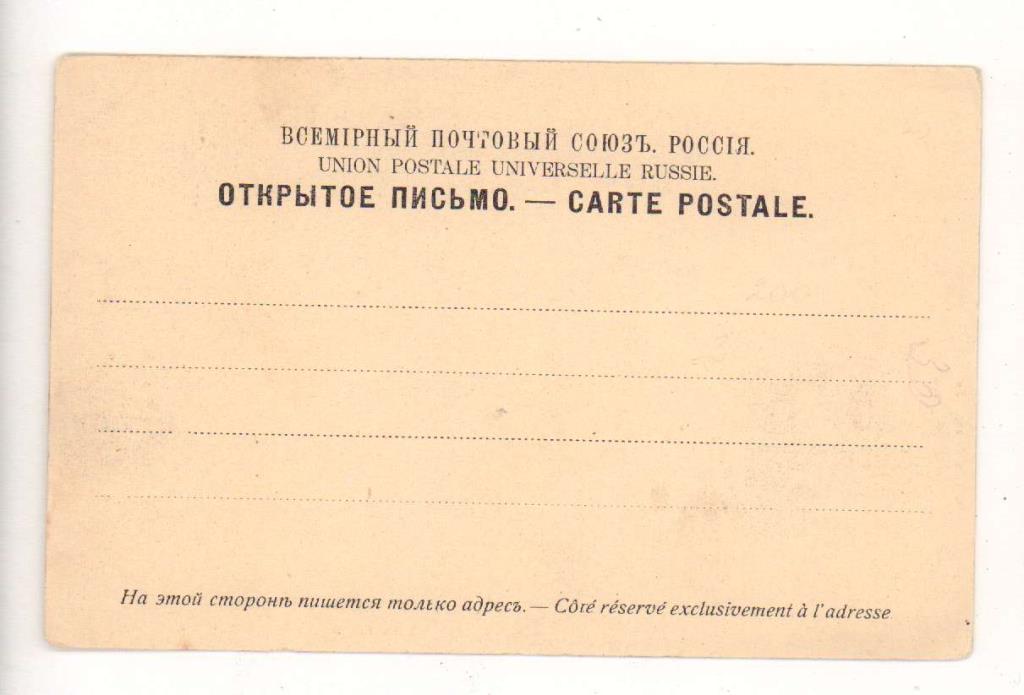 ВСЕМІРНЫЙ ПОЧТОВЫЙ СОЮЗЪ. РОССІЯ.
UNION POSTALE UNIVERSELLE RUSSIE.
ОТКРЫТОЕ ПИСЬМО. — CARTE POSTALE.
На этой сторонѣ пишется только адресъ. — Côté réservé exclusivement à l'adresse